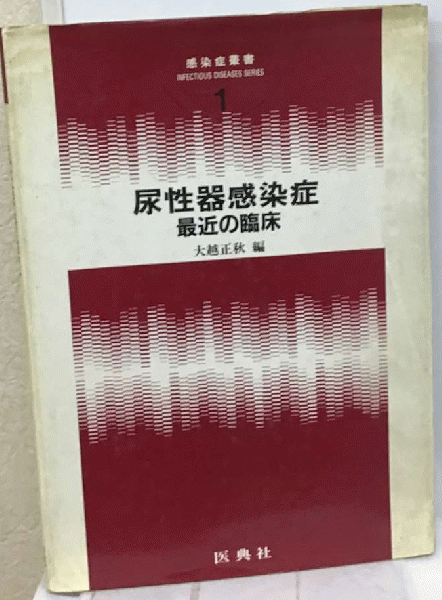 感染症叢書
INFECTIOUS DISEASES SERIES
1
尿性器感染症
最近の臨床
大越正秋 編
医典社